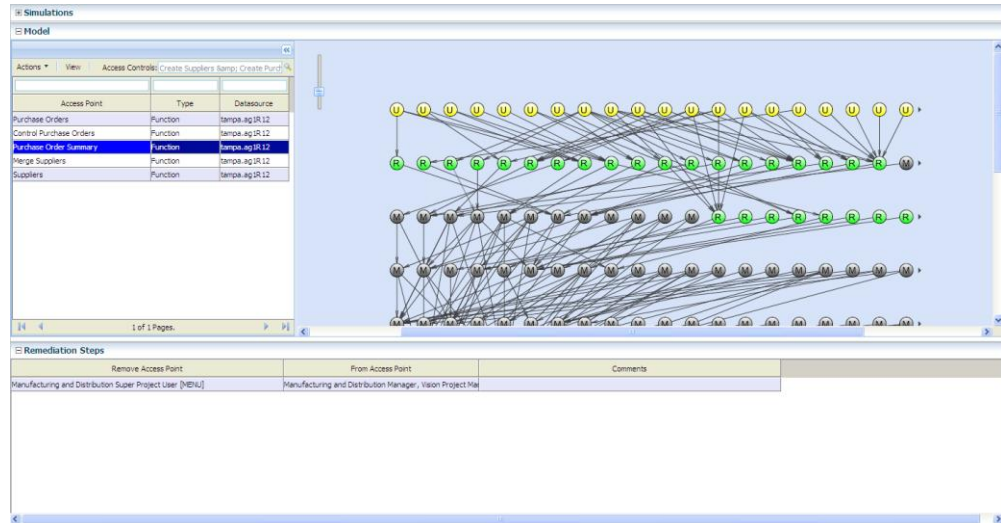 Simulations
Model
Actions View Access Controls: Create Suppliers &amp; Create Purch
Access Point Type Datasource
Purchase Orders Function tampa.ag1R12
Control Purchase Orders Function tampa.ag1R12
Purchase Order Summary Function tampa.ag1R12
Merge Suppliers Function tampa.ag1R12
Suppliers Function tampa.ag1R12
1 of 1 Pages.
U U U U U U U U U U U U U U U U U U U U
R R R R R R R R R R R R R R R R R R R M
M M M M M M M M M M M M R R R R R R R R
M M M M M M M M M M M M M M M M M M M M
M M M M M M M M M M M M M M M M M M M M
Remediation Steps
Remove Access Point From Access Point Comments
Manufacturing and Distribution Super Project User [MENU] Manufacturing and Distribution Manager, Vision Project Mai